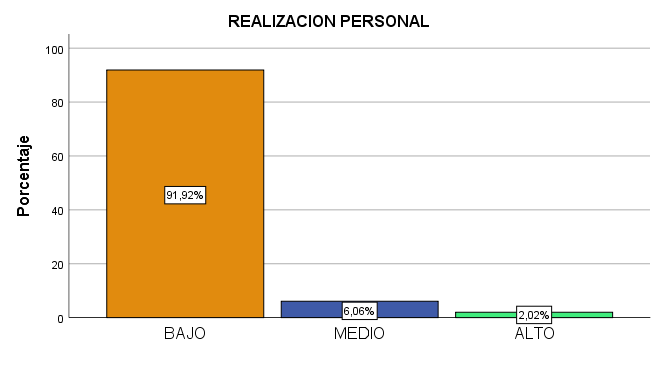 REALIZACION PERSONAL
Porcentaje
100
80
60
40
20
0
91,92%
6,06%
2,02%
BAJO
MEDIO
ALTO